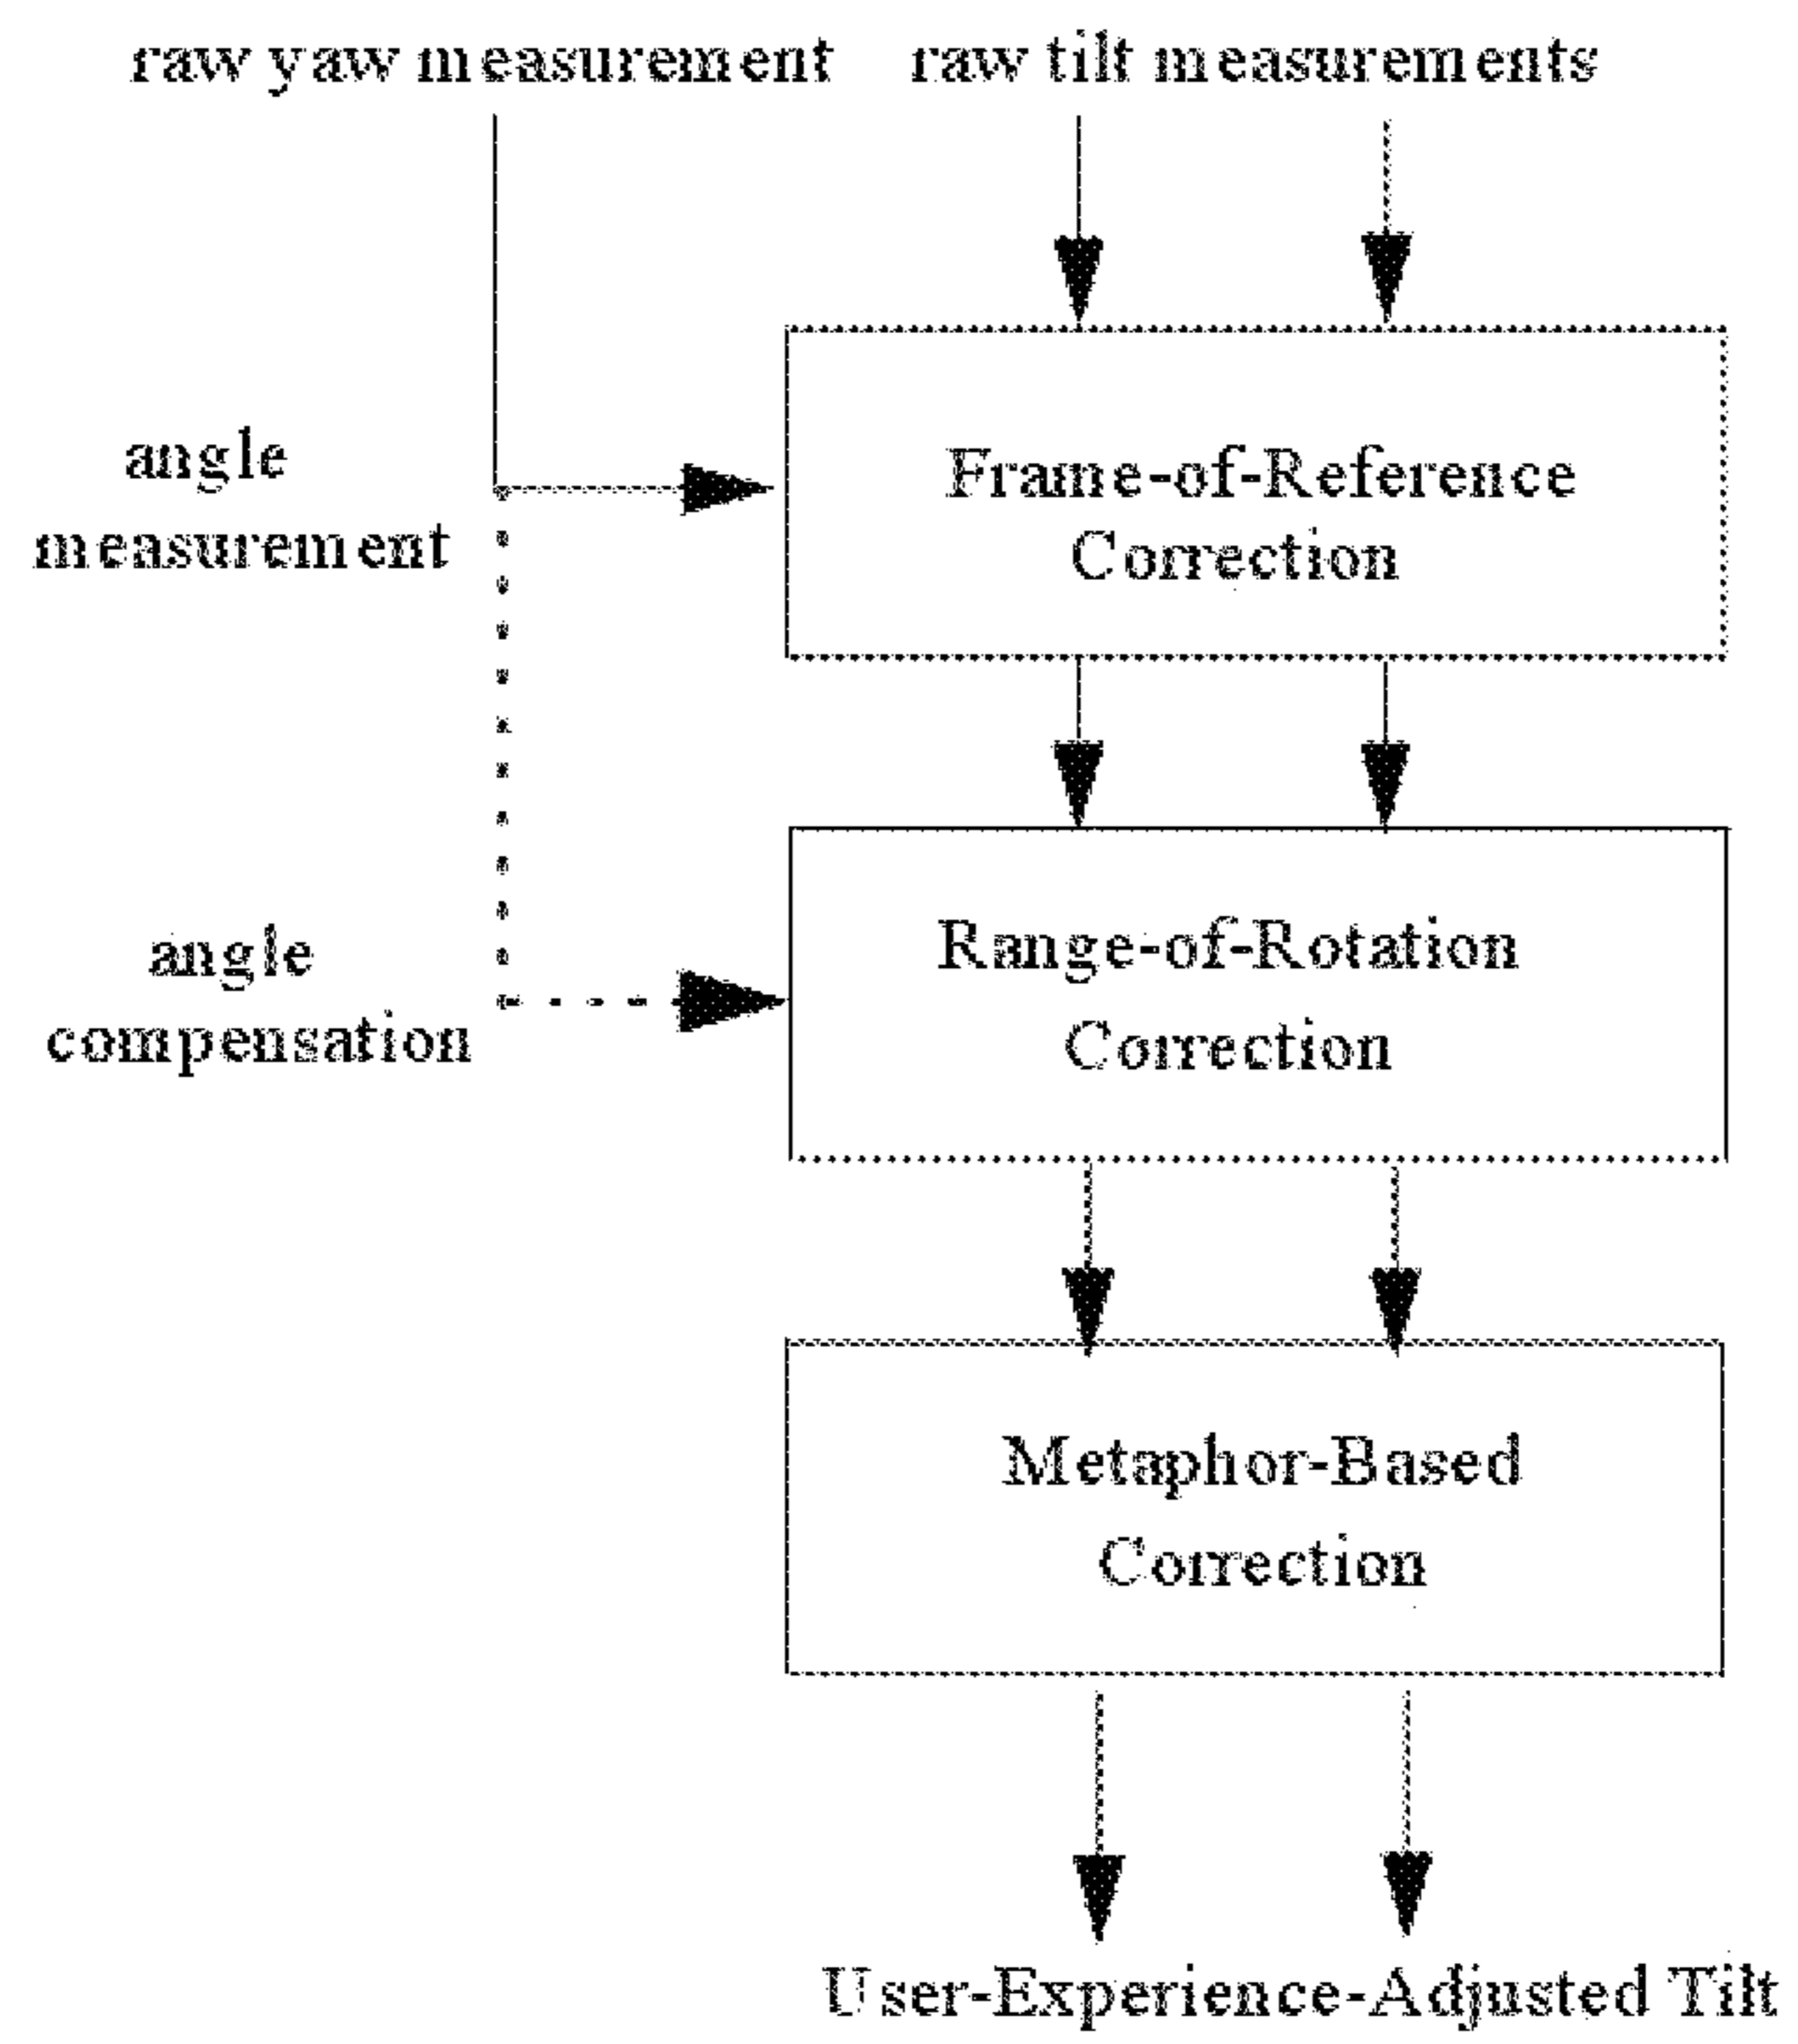 raw yaw measurement raw tilt measurements
angle
measurement
Frame-of-Reference
Correction
angle
compensation
Range-of-Rotation
Correction
Metaphor-Based
Correction
User-Experience-Adjusted Tilt